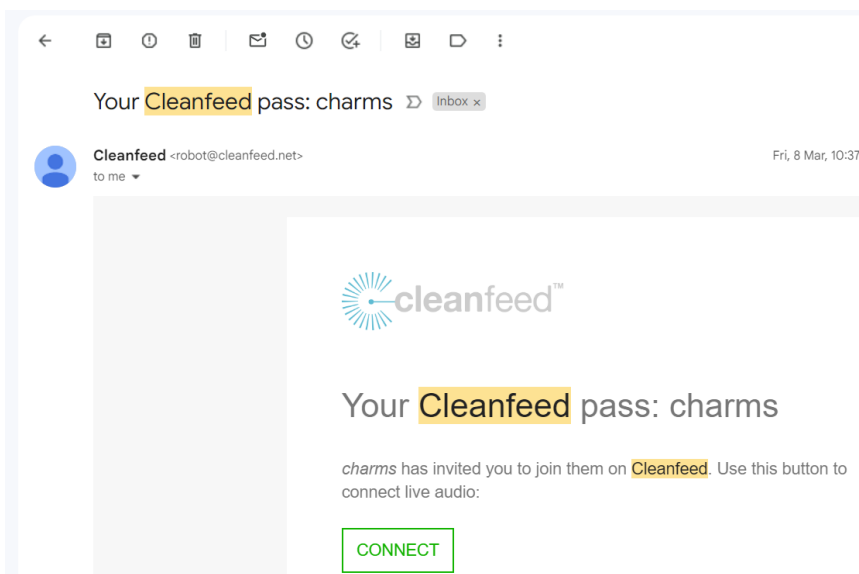 Your Cleanfeed pass: charms Inbox x
Cleanfeed <robot@cleanfeed.net> Fri, 8 Mar, 10:37
to me
cleanfeed™
Your Cleanfeed pass: charms
charms has invited you to join them on Cleanfeed. Use this button to
connect live audio:
CONNECT